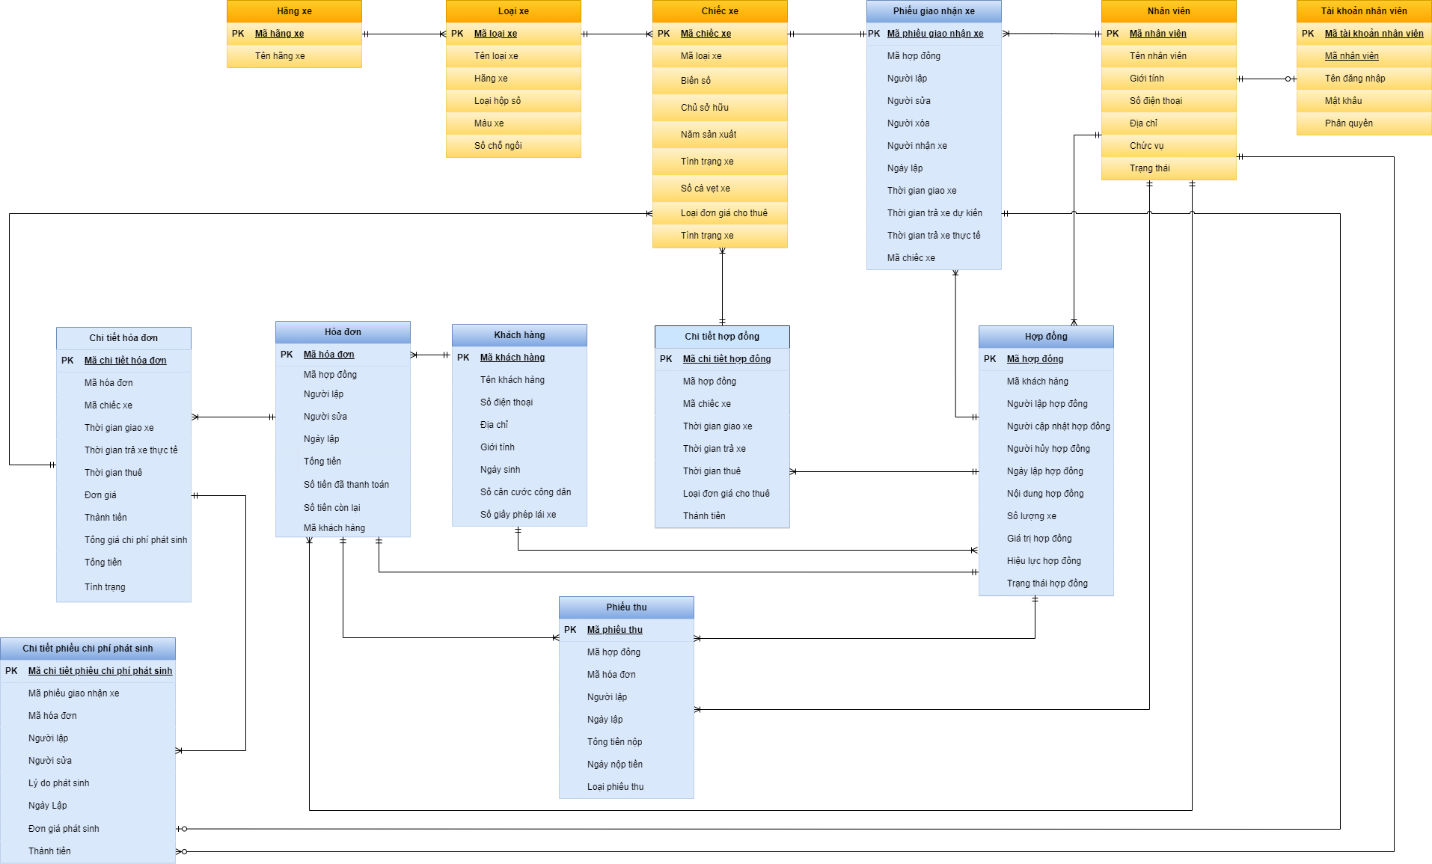 Hãng xe
PK Mã hãng xe
Tên hãng xe
Loại xe
PK Mã loại xe
Tên loại xe
Hãng xe
Loại hộp số
Màu xe
Số chỗ ngồi
Chiếc xe
PK Mã chiếc xe
Mã loại xe
Biển số
Chủ sở hữu
Năm sản xuất
Tình trạng xe
Số cà vẹt xe
Loại đơn giá cho thuê
Tình trạng xe
Phiếu giao nhận xe
PK Mã phiếu giao nhận xe
Mã hợp đồng
Người lập
Người sửa
Người xóa
Người nhận xe
Ngày lập
Thời gian giao xe
Thời gian trả xe dự kiến
Thời gian trả xe thực tế
Mã chiếc xe
Nhân viên
PK Mã nhân viên
Tên nhân viên
Giới tính
Số điện thoại
Địa chỉ
Chức vụ
Trạng thái
Tài khoản nhân viên
PK Mã tài khoản nhân viên
Mã nhân viên
Tên đăng nhập
Mật khẩu
Phân quyền
Chi tiết hóa đơn
PK Mã chi tiết hóa đơn
Mã hóa đơn
Mã chiếc xe
Thời gian giao xe
Thời gian trả xe thực tế
Thời gian thuê
Đơn giá
Thành tiền
Tổng giá chi phí phát sinh
Tổng tiền
Tình trạng
Hóa đơn
PK Mã hóa đơn
Mã hợp đồng
Người lập
Người sửa
Ngày lập
Tổng tiền
Số tiền đã thanh toán
Số tiền còn lại
Mã khách hàng
Khách hàng
PK Mã khách hàng
Tên khách hàng
Số điện thoại
Địa chỉ
Giới tính
Ngày sinh
Số căn cước công dân
Số giấy phép lái xe
Chi tiết hợp đồng
PK Mã chi tiết hợp đồng
Mã hợp đồng
Mã chiếc xe
Thời gian giao xe
Thời gian trả xe
Thời gian thuê
Loại đơn giá cho thuê
Thành tiền
Hợp đồng
PK Mã hợp đồng
Mã khách hàng
Người lập hợp đồng
Người cập nhật hợp đồng
Người hủy hợp đồng
Ngày lập hợp đồng
Nội dung hợp đồng
Số lượng xe
Giá trị hợp đồng
Hiệu lực hợp đồng
Trạng thái hợp đồng
Phiếu thu
PK Mã phiếu thu
Mã hợp đồng
Mã hóa đơn
Người lập
Ngày lập
Tổng tiền nộp
Ngày nộp tiền
Loại phiếu thu
Chi tiết phiếu chi phí phát sinh
PK Mã chi tiết phiếu chi phí phát sinh
Mã phiếu giao nhận xe
Mã hóa đơn
Người lập
Người sửa
Lý do phát sinh
Ngày Lập
Đơn giá phát sinh
Thành tiền